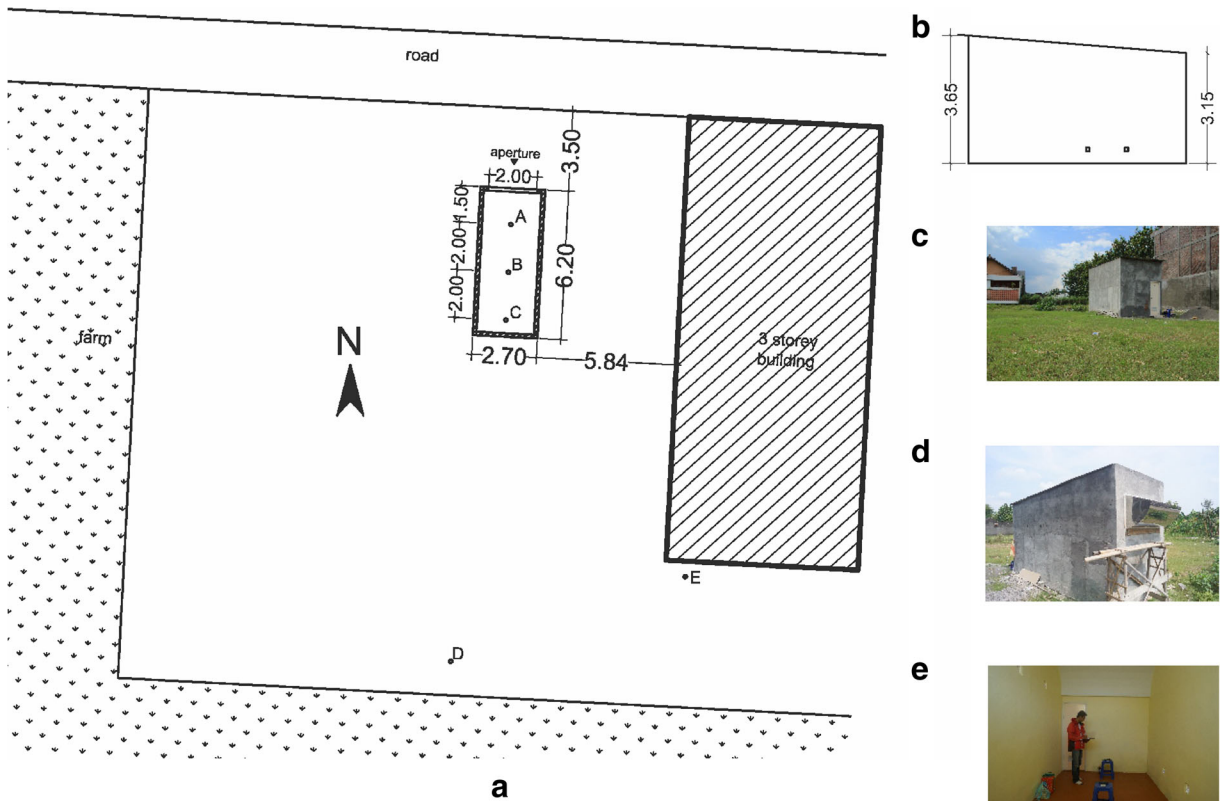 road
aperture
2.00
3.50
1.50
2.00
2.00
A
B
C
6.20
2.70
5.84
N
farm
3 storey
building
E
D
a
b
3.65
3.15
c
d
e